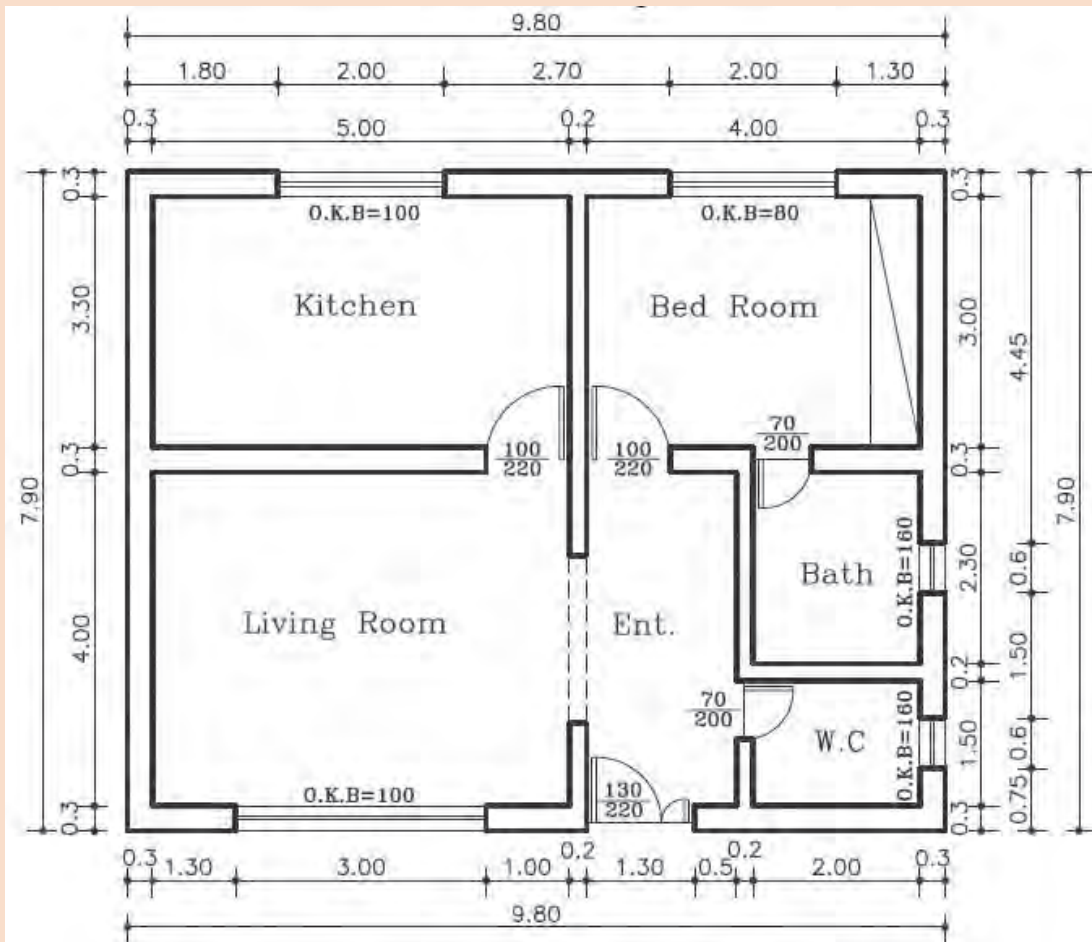 9.80
1.80 2.00 2.70 2.00 1.30
0.3 5.00 0.2 4.00 0.3
O.K.B=100 O.K.B=80
Kitchen Bed Room
100/220 100/220 70/200
Living Room Ent. Bath
O.K.B=160
70/200 W.C
O.K.B=160
O.K.B=100 130/220
7.90
0.3 3.30 0.3 4.00 0.3
0.3 3.00 0.3 2.30 0.2 1.50 0.3
4.45 0.6 1.50 0.6 0.75
7.90
0.3 1.30 3.00 1.00 0.2 1.30 0.5 0.2 2.00 0.3
9.80